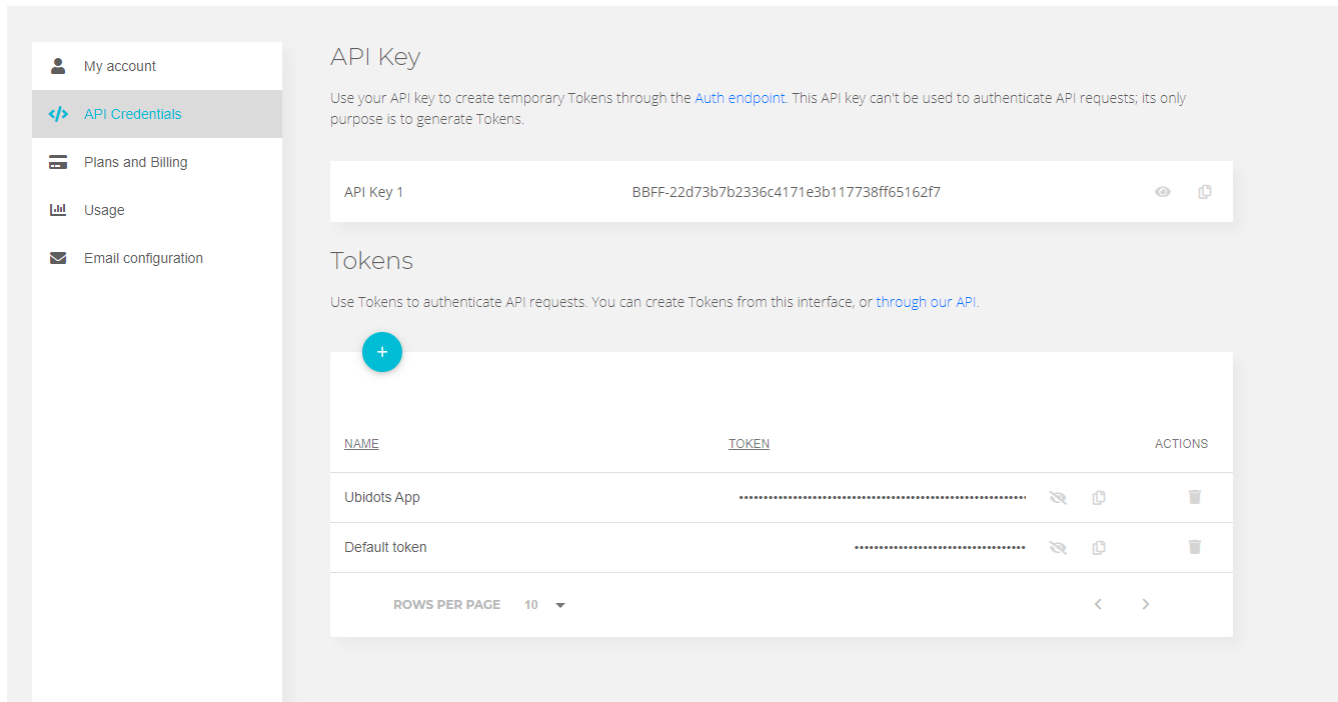 My account
API Credentials
Plans and Billing
Usage
Email configuration
API Key
Use your API key to create temporary Tokens through the Auth endpoint. This API key can't be used to authenticate API requests; its only
purpose is to generate Tokens.
API Key 1 BBFF-22d73b7b2336c4171e3b117738ff65162f7
Tokens
Use Tokens to authenticate API requests. You can create Tokens from this interface, or through our API.
+
NAME TOKEN ACTIONS
Ubidots App
Default token
ROWS PER PAGE 10